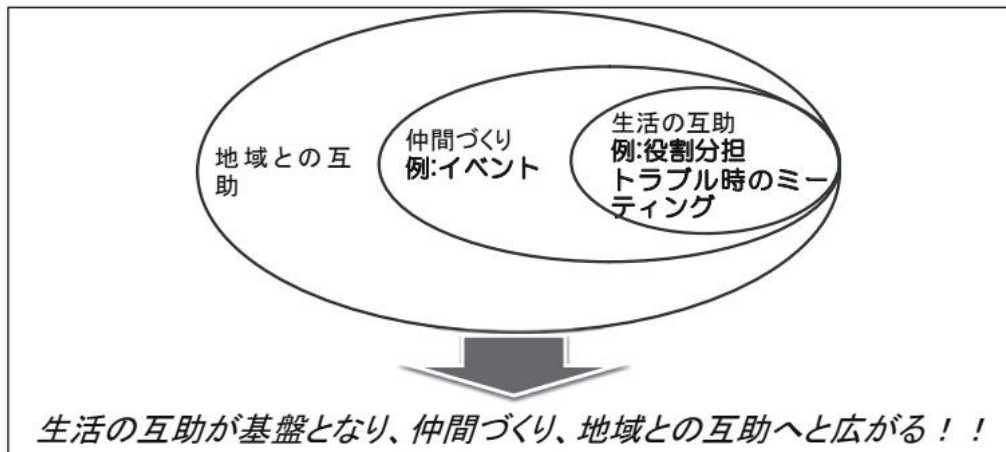 地域との互
助
仲間づくり
例:イベント
生活の互助
例:役割分担
トラブル時のミー
ティング
生活の互助が基盤となり、仲間づくり、地域との互助へと広がる！！